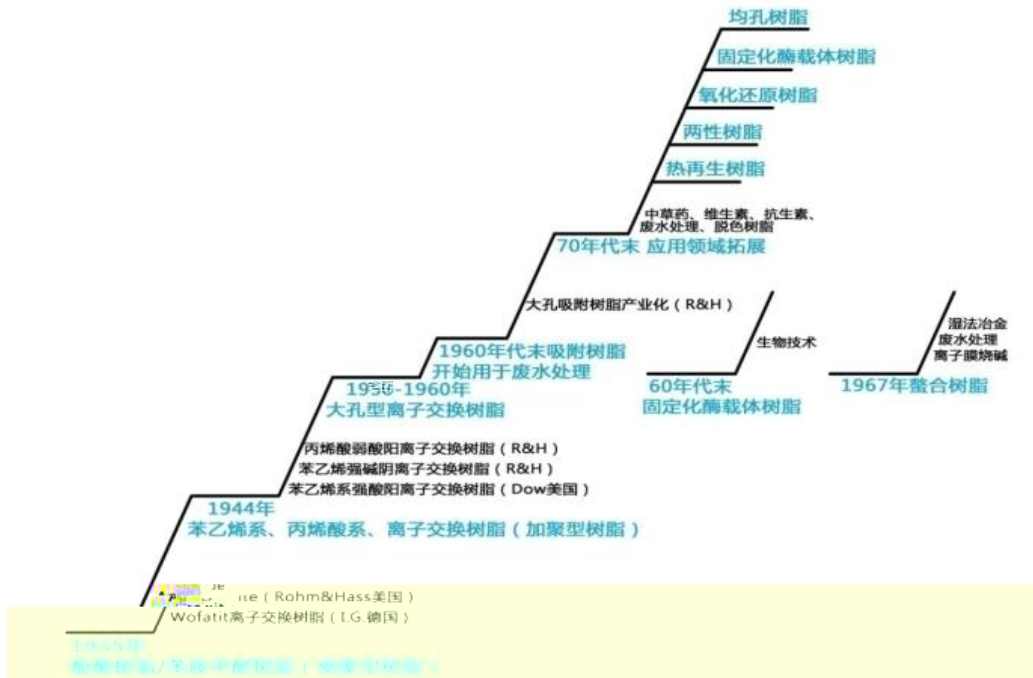 均孔树脂
固定化酶载体树脂
氧化还原树脂
两性树脂
热再生树脂
中草药、维生素、抗生素、
废水处理、脱色树脂
70年代末 应用领域拓展
大孔吸附树脂产业化（R&H）
1960年代末吸附树脂
开始用于废水处理
生物技术
60年代末
固定化酶载体树脂
湿法冶金
废水处理
离子膜烧碱
1967年螯合树脂
-1960年
大孔型离子交换树脂
丙烯酸弱酸阳离子交换树脂（R&H）
苯乙烯强碱阴离子交换树脂（R&H）
苯乙烯系强酸阳离子交换树脂（Dow美国）
1944年
苯乙烯系、丙烯酸系、离子交换树脂（加聚型树脂）
（Rohm&Hass美国）
Wofatit离子交换树脂（I.G.德国）
1935年